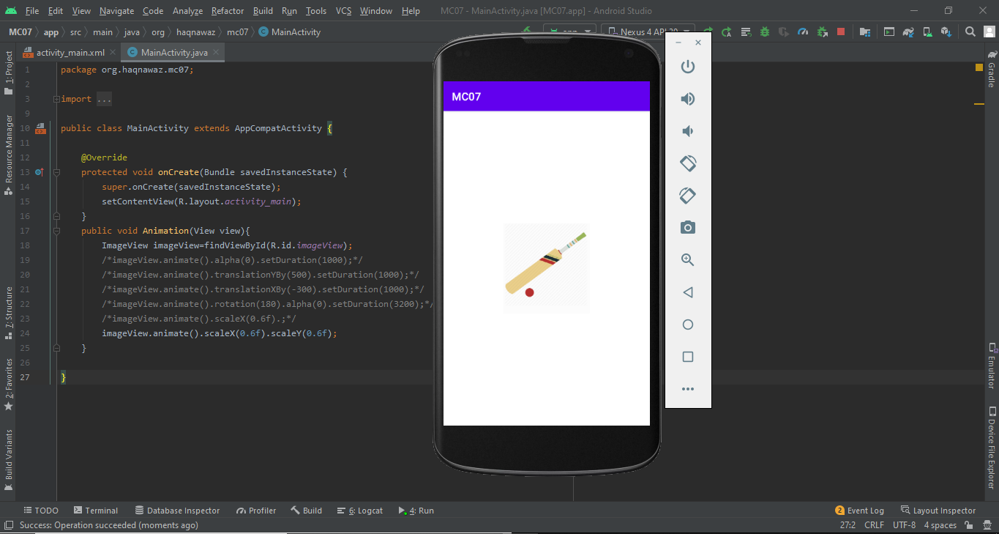 File Edit View Navigate Code Analyze Refactor Build Run Tools VCS Window Help MC07 - MainActivity.java [MC07.app] - Android Studio
MC07 app src main java org haqnawaz mc07 MainActivity app Nexus 4 API 30
activity_main.xml MainActivity.java
1: Project
Resource Manager
7: Structure
2: Favorites
Build Variants
1 package org.haqnawaz.mc07;
2
3 import ...
9
10 public class MainActivity extends AppCompatActivity {
11
12 @Override
13 protected void onCreate(Bundle savedInstanceState) {
14 super.onCreate(savedInstanceState);
15 setContentView(R.layout.activity_main);
16 }
17 public void Animation(View view){
18 ImageView imageView=findViewById(R.id.imageView);
19 /*imageView.animate().alpha(0).setDuration(1000);*/
20 /*imageView.animate().translationYBy(500).setDuration(1000);*/
21 /*imageView.animate().translationXBy(-300).setDuration(1000);*/
22 /*imageView.animate().rotation(180).alpha(0).setDuration(3200);*/
23 /*imageView.animate().scaleX(0.6f).;*/
24 imageView.animate().scaleX(0.6f).scaleY(0.6f);
25 }
26
27 }
MC07
Gradle
Emulator
Device File Explorer
TODO Terminal Database Inspector Profiler Build 6: Logcat 4: Run 2 Event Log Layout Inspector
Success: Operation succeeded (moments ago) 27:2 CRLF UTF-8 4 spaces